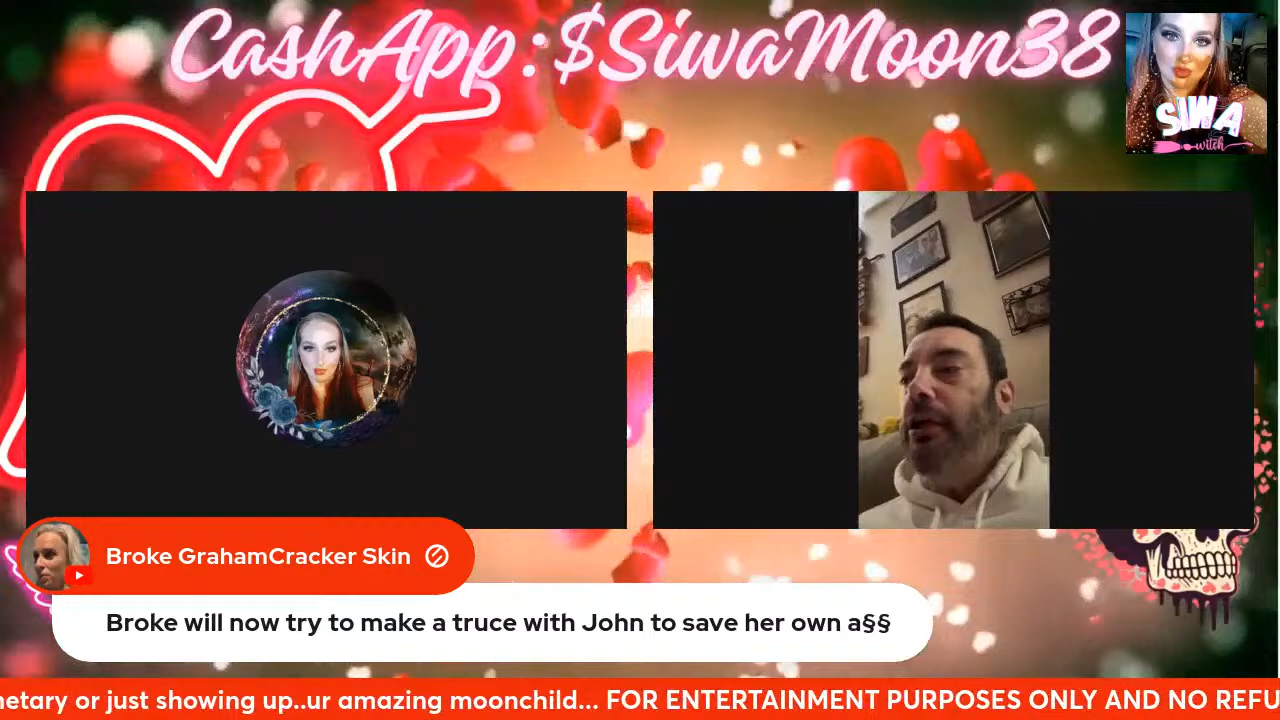 CashApp:$SiwaMoon38
SIWA
witch
Broke GrahamCracker Skin
Broke will now try to make a truce with John to save her own a§§
netary or just showing up..ur amazing moonchild... FOR ENTERTAINMENT PURPOSES ONLY AND NO REFU